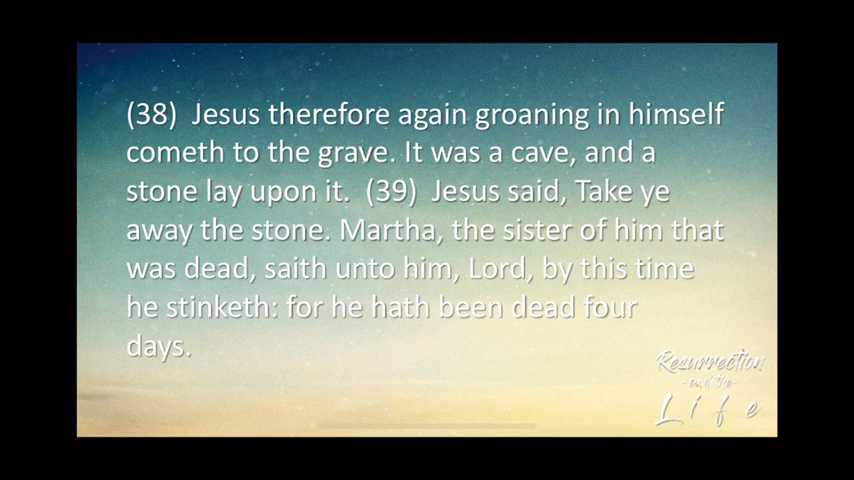 (38) Jesus therefore again groaning in himself
cometh to the grave. It was a cave, and a
stone lay upon it. (39) Jesus said, Take ye
away the stone. Martha, the sister of him that
was dead, saith unto him, Lord, by this time
he stinketh: for he hath been dead four
days.
Resurrection
-and the-
Life